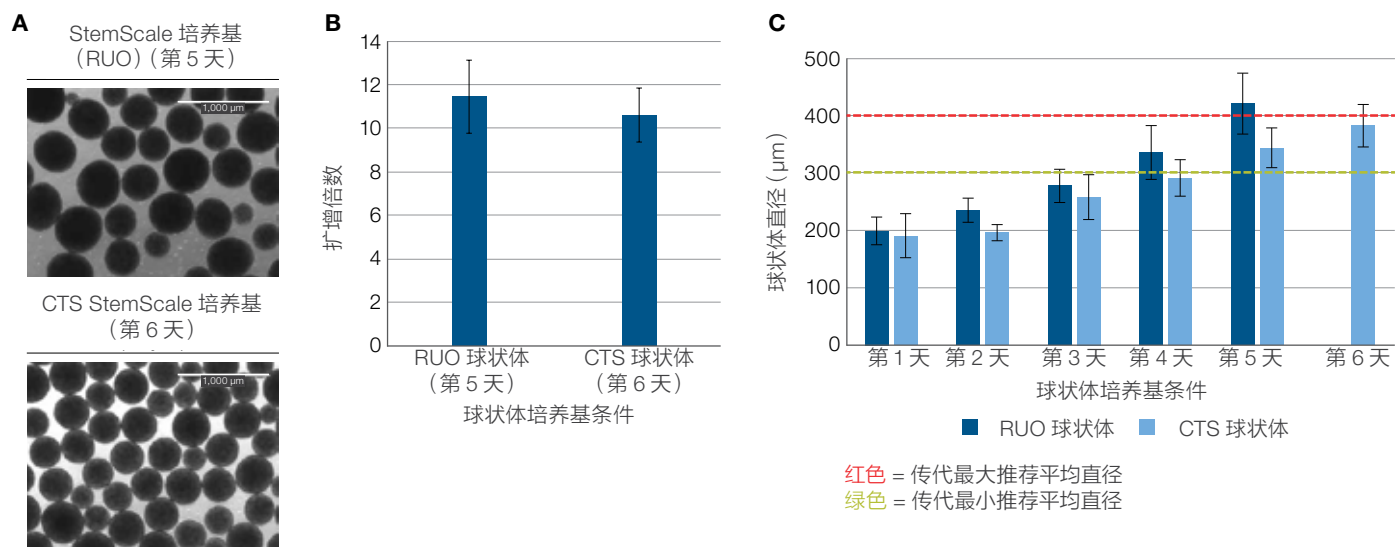 A
StemScale 培养基
（RUO）（第 5 天）
1,000 µm
CTS StemScale 培养基
（第 6 天）
1,000 µm
B
14
12
10
8
6
4
2
0
扩增倍数
RUO 球状体
（第 5 天）
CTS 球状体
（第 6 天）
球状体培养基条件
C
500
400
300
200
100
0
球状体直径（µm）
第 1 天
第 2 天
第 3 天
第 4 天
第 5 天
第 6 天
球状体培养基条件
RUO 球状体
CTS 球状体
红色 = 传代最大推荐平均直径
绿色 = 传代最小推荐平均直径